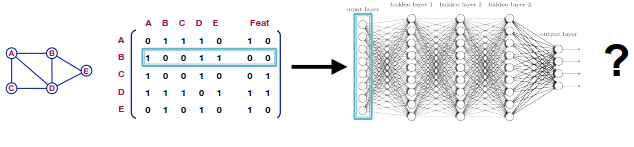 A B C D E Feat
A 0 1 1 1 0 1 0
B 1 0 0 1 1 0 0
C 1 0 0 1 0 0 1
D 1 1 1 0 1 1 1
E 0 1 0 1 0 1 0
A B
E
C D
input layer
hidden layer 1 hidden layer 2 hidden layer 3
output layer
?